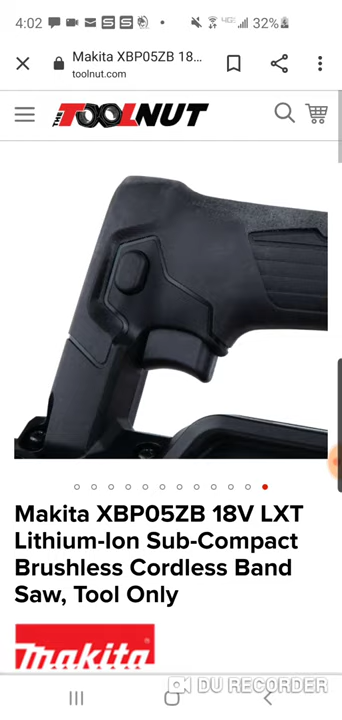 4:02
4G
32%
Makita XBP05ZB 18...
toolnut.com
THE TOOLNUT
Makita XBP05ZB 18V LXT
Lithium-Ion Sub-Compact
Brushless Cordless Band
Saw, Tool Only
makita
DU RECORDER